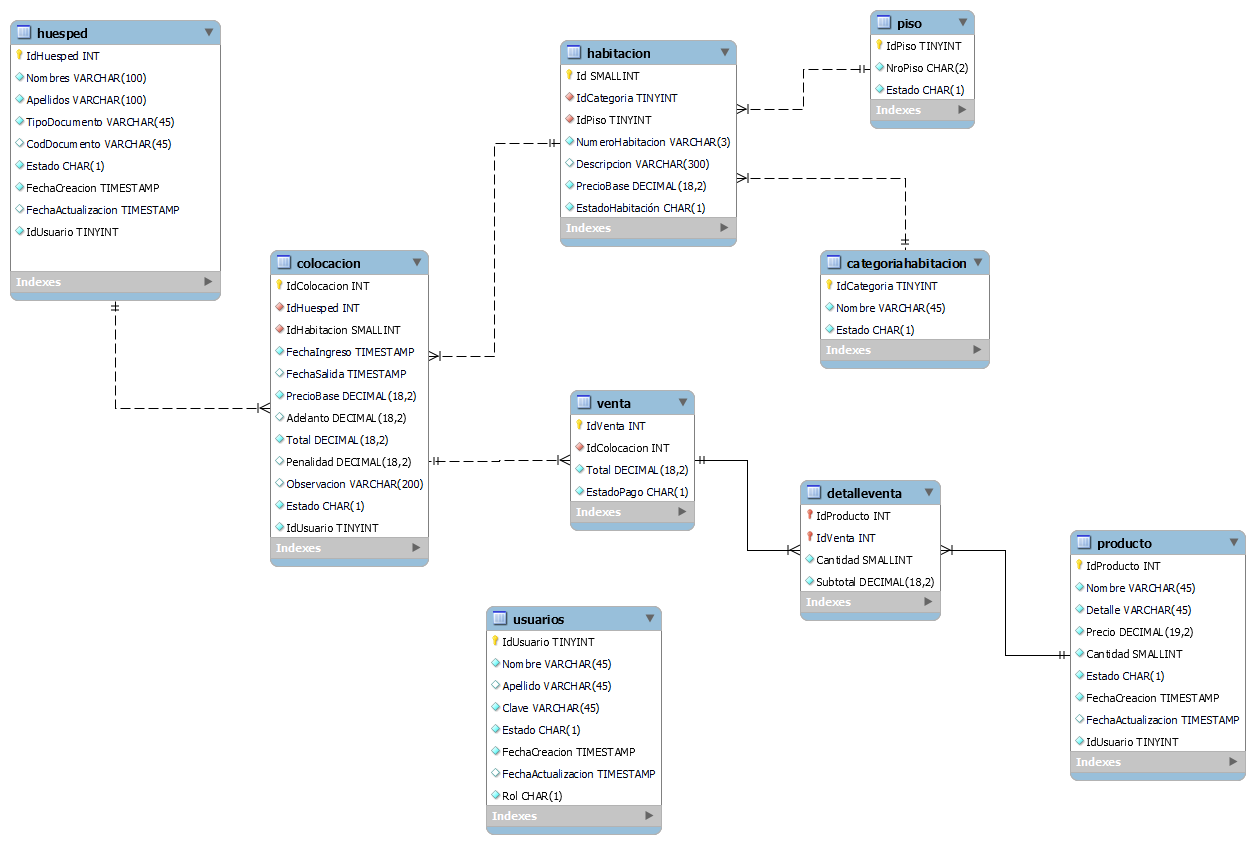 huesped
IdHuesped INT
Nombres VARCHAR(100)
Apellidos VARCHAR(100)
TipoDocumento VARCHAR(45)
CodDocumento VARCHAR(45)
Estado CHAR(1)
FechaCreacion TIMESTAMP
FechaActualizacion TIMESTAMP
IdUsuario TINYINT
Indexes
habitacion
Id SMALLINT
IdCategoria TINYINT
IdPiso TINYINT
NumeroHabitacion VARCHAR(3)
Descripcion VARCHAR(300)
PrecioBase DECIMAL(18,2)
EstadoHabitación CHAR(1)
Indexes
piso
IdPiso TINYINT
NroPiso CHAR(2)
Estado CHAR(1)
Indexes
colocacion
IdColocacion INT
IdHuesped INT
IdHabitacion SMALLINT
FechaIngreso TIMESTAMP
FechaSalida TIMESTAMP
PrecioBase DECIMAL(18,2)
Adelanto DECIMAL(18,2)
Total DECIMAL(18,2)
Penalidad DECIMAL(18,2)
Observacion VARCHAR(200)
Estado CHAR(1)
IdUsuario TINYINT
Indexes
categoriahabitacion
IdCategoria TINYINT
Nombre VARCHAR(45)
Estado CHAR(1)
Indexes
venta
IdVenta INT
IdColocacion INT
Total DECIMAL(18,2)
EstadoPago CHAR(1)
Indexes
detalleventa
IdProducto INT
IdVenta INT
Cantidad SMALLINT
Subtotal DECIMAL(18,2)
Indexes
producto
IdProducto INT
Nombre VARCHAR(45)
Detalle VARCHAR(45)
Precio DECIMAL(19,2)
Cantidad SMALLINT
Estado CHAR(1)
FechaCreacion TIMESTAMP
FechaActualizacion TIMESTAMP
IdUsuario TINYINT
Indexes
usuarios
IdUsuario TINYINT
Nombre VARCHAR(45)
Apellido VARCHAR(45)
Clave VARCHAR(45)
Estado CHAR(1)
FechaCreacion TIMESTAMP
FechaActualizacion TIMESTAMP
Rol CHAR(1)
Indexes